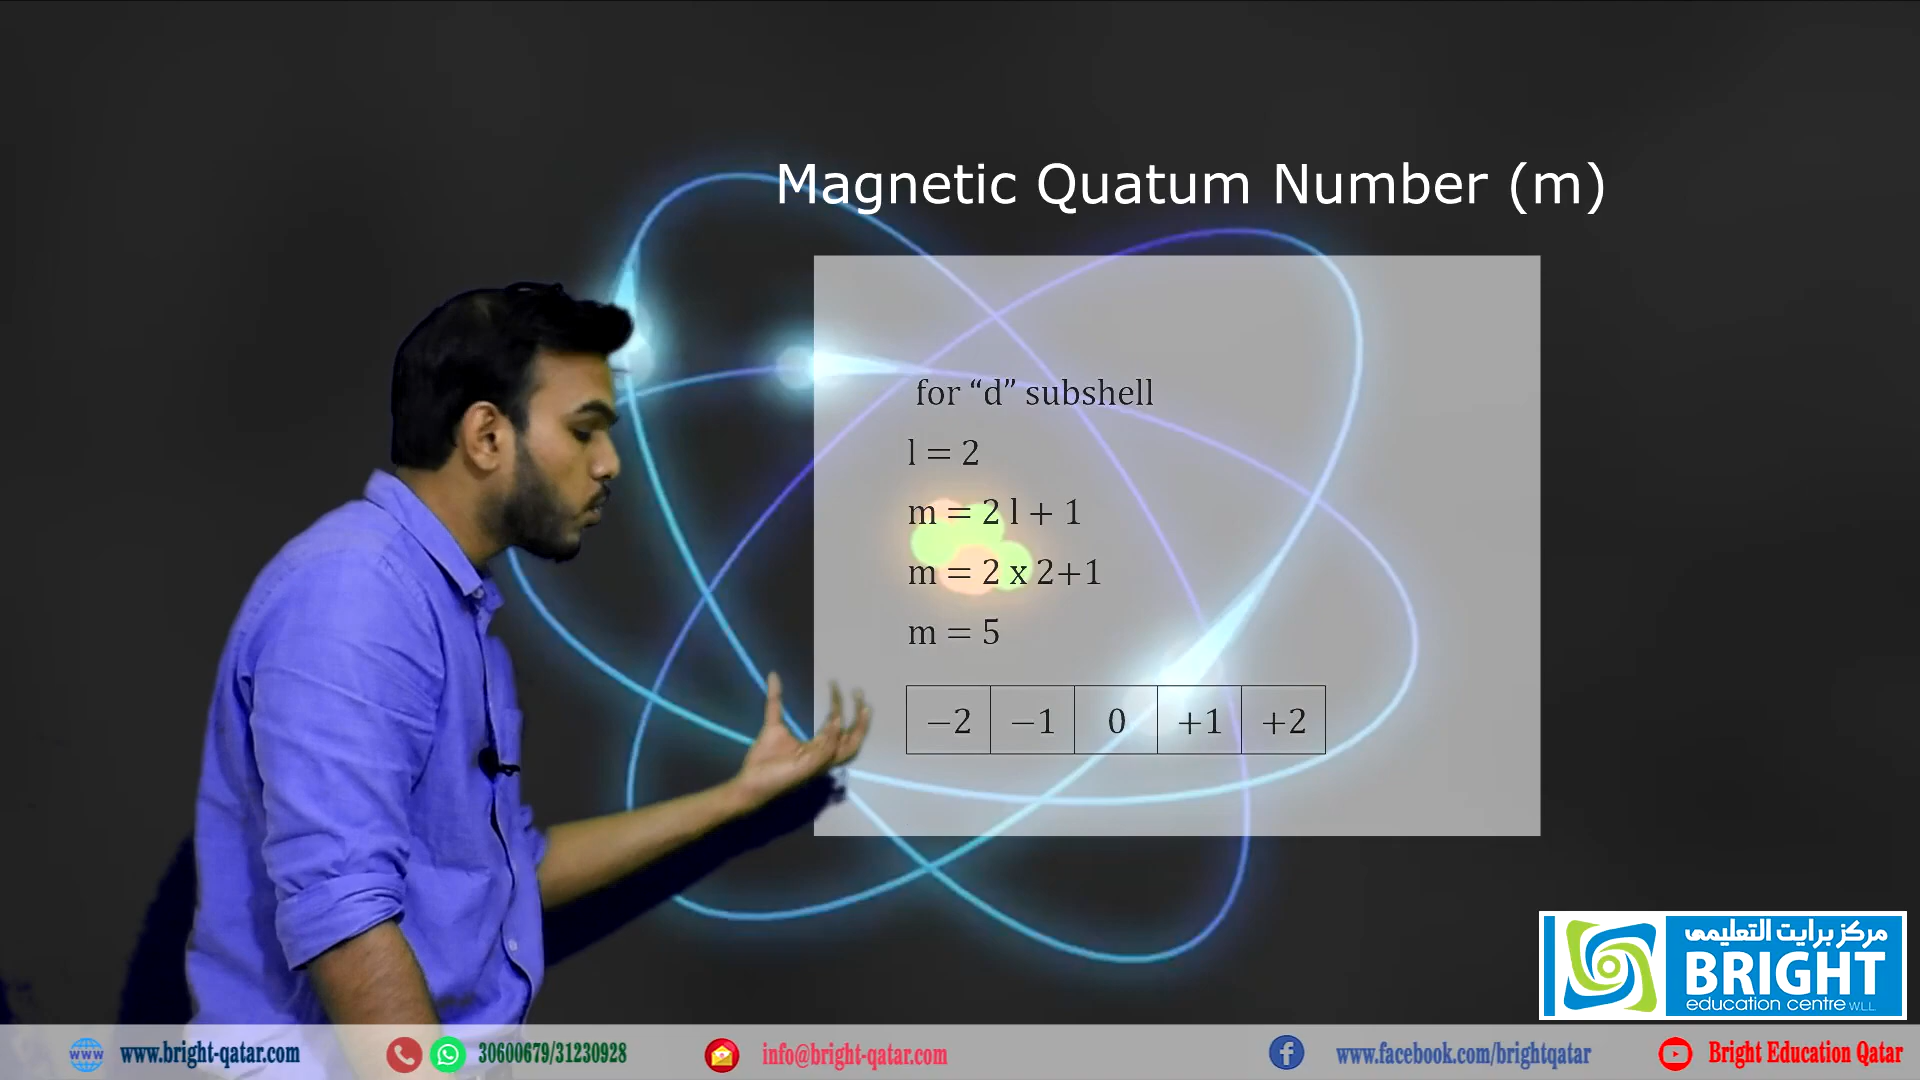 Magnetic Quatum Number (m)
for “d” subshell
l = 2
m = 2 l + 1
m = 2 x 2+1
m = 5
−2 −1 0 +1 +2
مركز برايت التعليمي
BRIGHT
education centre W.L.L
www www.bright-qatar.com 30600679/31230928 info@bright-qatar.com www.facebook.com/brightqatar Bright Education Qatar